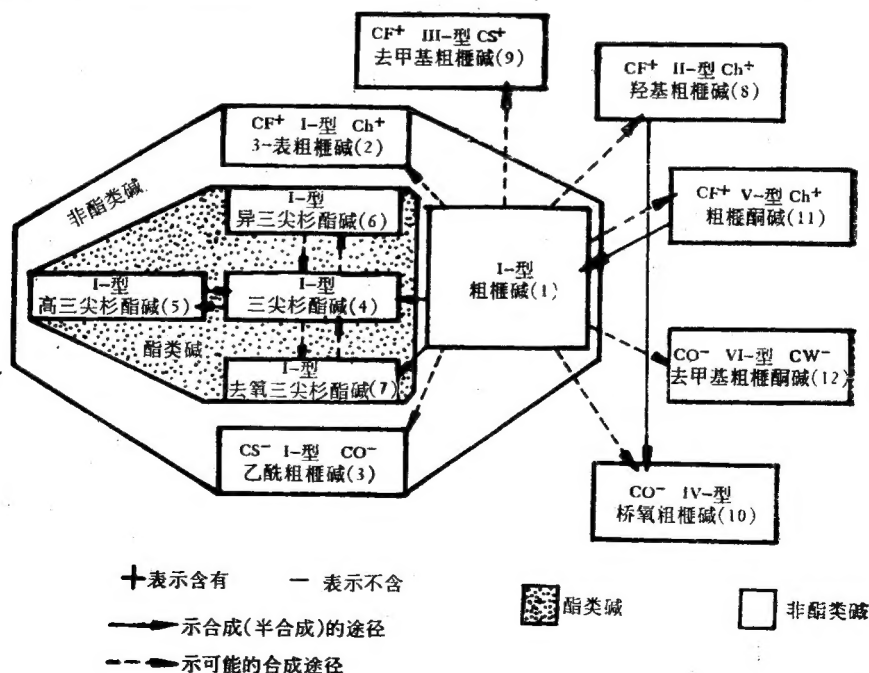 CF+ III-型 CS+
去甲基粗榧碱(9)
CF+ II-型 Ch+
羟基粗榧碱(8)
CF+ I-型 Ch+
3-表粗榧碱(2)
非酯类碱
I-型
异三尖杉酯碱(6)
CF+ V-型 Ch+
粗榧酮碱(11)
I-型
粗榧碱(1)
I-型
高三尖杉酯碱(5)
I-型
三尖杉酯碱(4)
酯类碱
I-型
去氧三尖杉酯碱(7)
CO- VI-型 CW-
去甲基粗榧酮碱(12)
CS- I-型 CO-
乙酰粗榧碱(3)
CO- IV-型
桥氧粗榧碱(10)
+表示含有 -表示不含
示合成(半合成)的途径
示可能的合成途径
酯类碱
非酯类碱